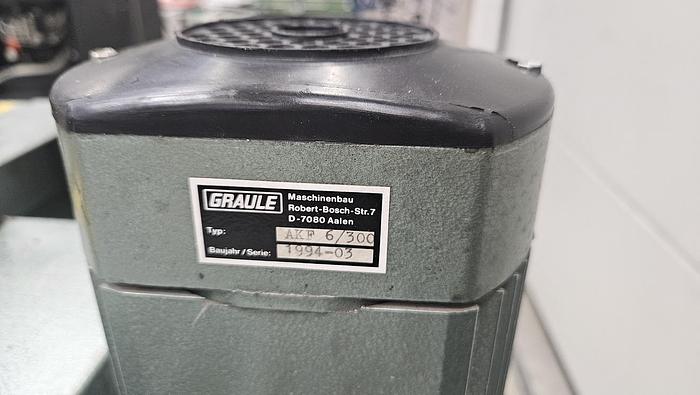 GRAULE
Maschinenbau
Robert-Bosch-Str.7
D-7080 Aalen
Typ: AKF 6/300
Baujahr/Serie: 1994-03